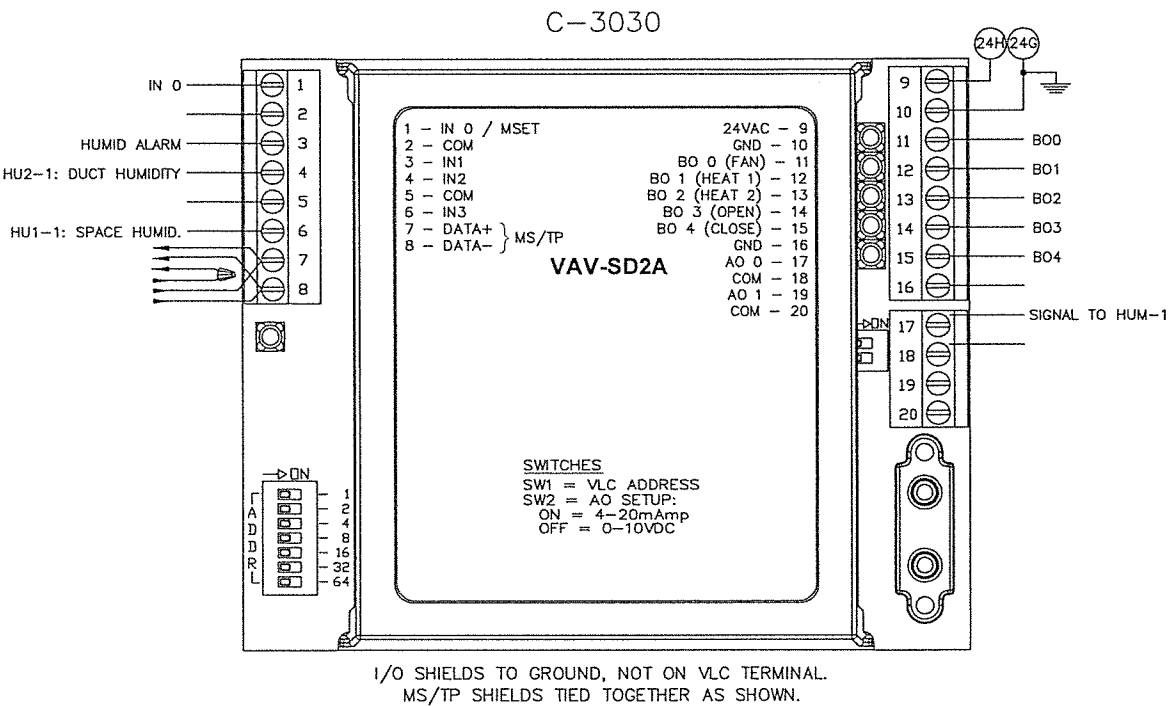 C-3030
24H 24G
IN 0
HUMID ALARM
HU2-1: DUCT HUMIDITY
HU1-1: SPACE HUMID.
1
2
3
4
5
6
7
8
1 - IN 0 / MSET
2 - COM
3 - IN1
4 - IN2
5 - COM
6 - IN3
7 - DATA+
8 - DATA-
MS/TP
24VAC - 9
GND - 10
BO 0 (FAN) - 11
BO 1 (HEAT 1) - 12
BO 2 (HEAT 2) - 13
BO 3 (OPEN) - 14
BO 4 (CLOSE) - 15
GND - 16
AO 0 - 17
COM - 18
AO 1 - 19
COM - 20
VAV-SD2A
9
10
11
12
13
14
15
16
17
18
19
20
BO0
BO1
BO2
BO3
BO4
SIGNAL TO HUM-1
ON
SWITCHES
SW1 = VLC ADDRESS
SW2 = AO SETUP:
ON = 4-20mAmp
OFF = 0-10VDC
ON
ADDR
1
2
4
8
16
32
64
I/O SHIELDS TO GROUND, NOT ON VLC TERMINAL.
MS/TP SHIELDS TIED TOGETHER AS SHOWN.